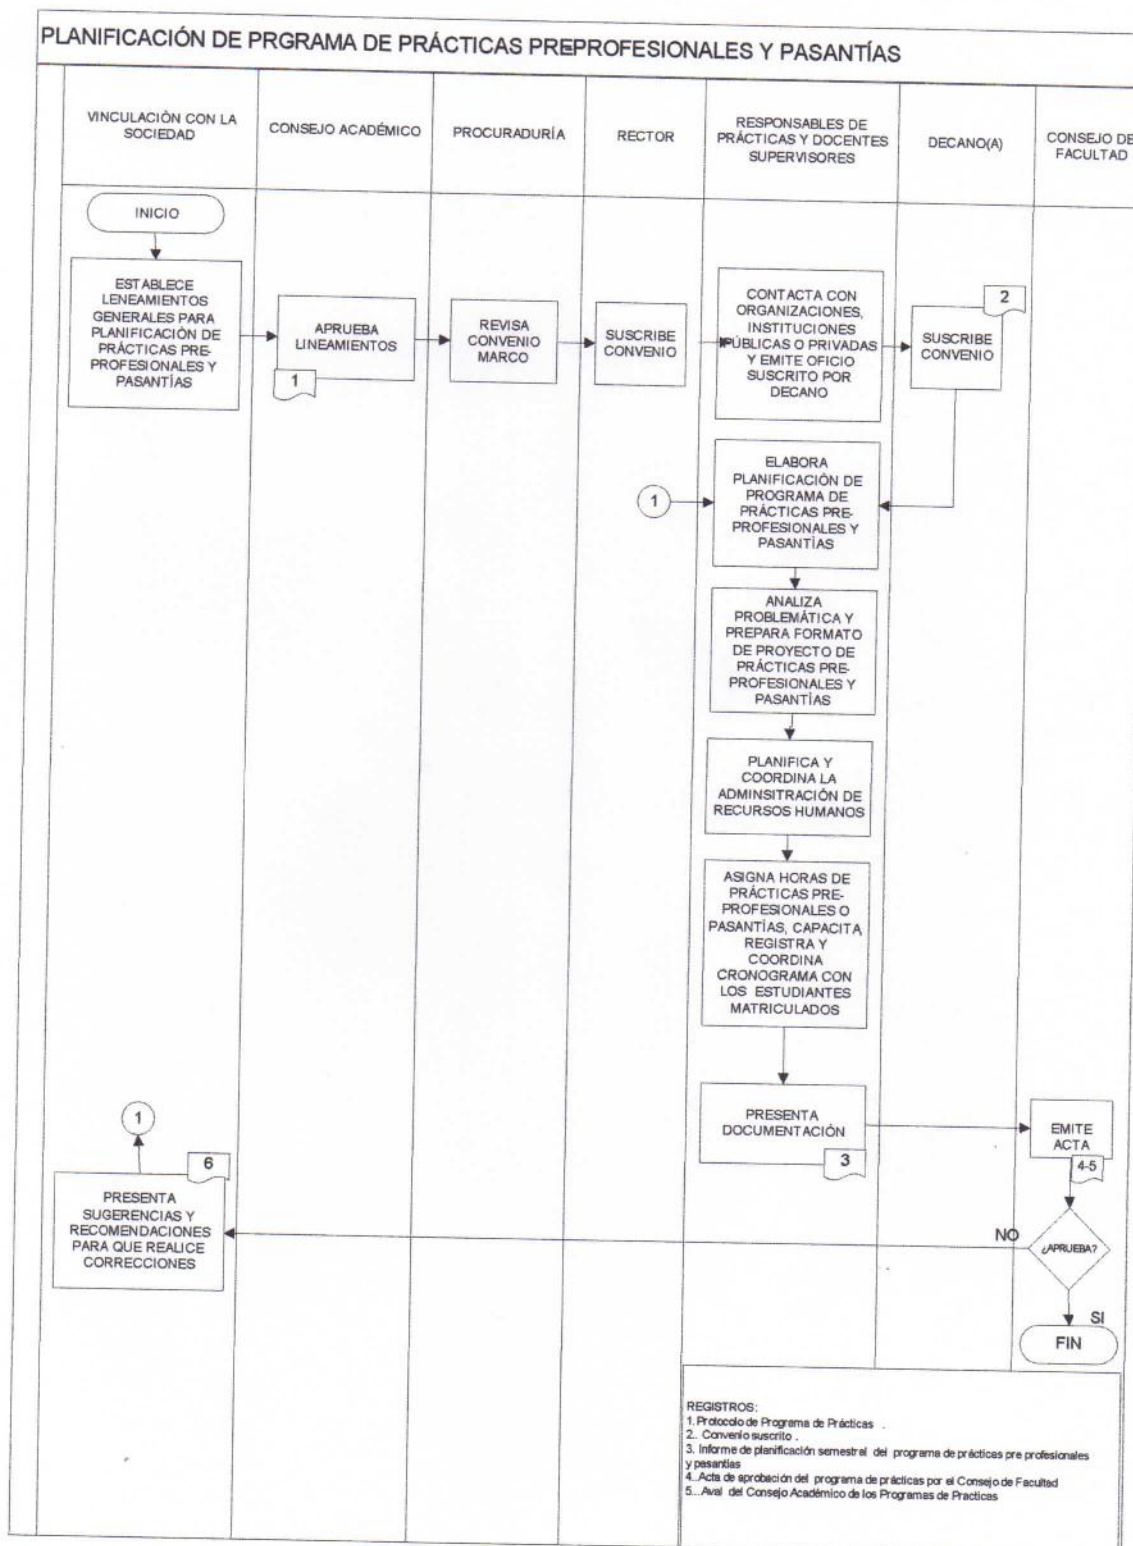 PLANIFICACIÓN DE PRGRAMA DE PRÁCTICAS PREPROFESIONALES Y PASANTÍAS
VINCULACIÓN CON LA
SOCIEDAD
CONSEJO ACADÉMICO
PROCURADURÍA
RECTOR
RESPONSABLES DE
PRÁCTICAS Y DOCENTES
SUPERVISORES
DECANO(A)
CONSEJO DE
FACULTAD
INICIO
ESTABLECE
LENEAMIENTOS
GENERALES PARA
PLANIFICACIÓN DE
PRÁCTICAS PRE-
PROFESIONALES Y
PASANTÍAS
APRUEBA
LINEAMIENTOS
1
REVISA
CONVENIO
MARCO
SUSCRIBE
CONVENIO
CONTACTA CON
ORGANIZACIONES,
INSTITUCIONES
PÚBLICAS O PRIVADAS
Y EMITE OFICIO
SUSCRITO POR
DECANO
2
SUSCRIBE
CONVENIO
1
ELABORA
PLANIFICACIÓN DE
PROGRAMA DE
PRÁCTICAS PRE-
PROFESIONALES Y
PASANTÍAS
ANALIZA
PROBLEMÁTICA Y
PREPARA FORMATO
DE PROYECTO DE
PRÁCTICAS PRE-
PROFESIONALES Y
PASANTÍAS
PLANIFICA Y
COORDINA LA
ADMINSITRACIÓN DE
RECURSOS HUMANOS
ASIGNA HORAS DE
PRÁCTICAS PRE-
PROFESIONALES O
PASANTÍAS, CAPACITA
REGISTRA Y
COORDINA
CRONOGRAMA CON
LOS ESTUDIANTES
MATRICULADOS
PRESENTA
DOCUMENTACIÓN
3
EMITE
ACTA
4-5
¿APRUEBA?
NO
SI
FIN
1
6
PRESENTA
SUGERENCIAS Y
RECOMENDACIONES
PARA QUE REALICE
CORRECCIONES
REGISTROS:
1. Protocolo de Programa de Prácticas .
2.. Convenio suscrito .
3. Informe de planificación semestral del programa de prácticas pre profesionales
y pasantías
4..Acta de aprobación del programa de prácticas por el Consejo de Facultad
5...Aval del Consejo Académico de los Programas de Practicas